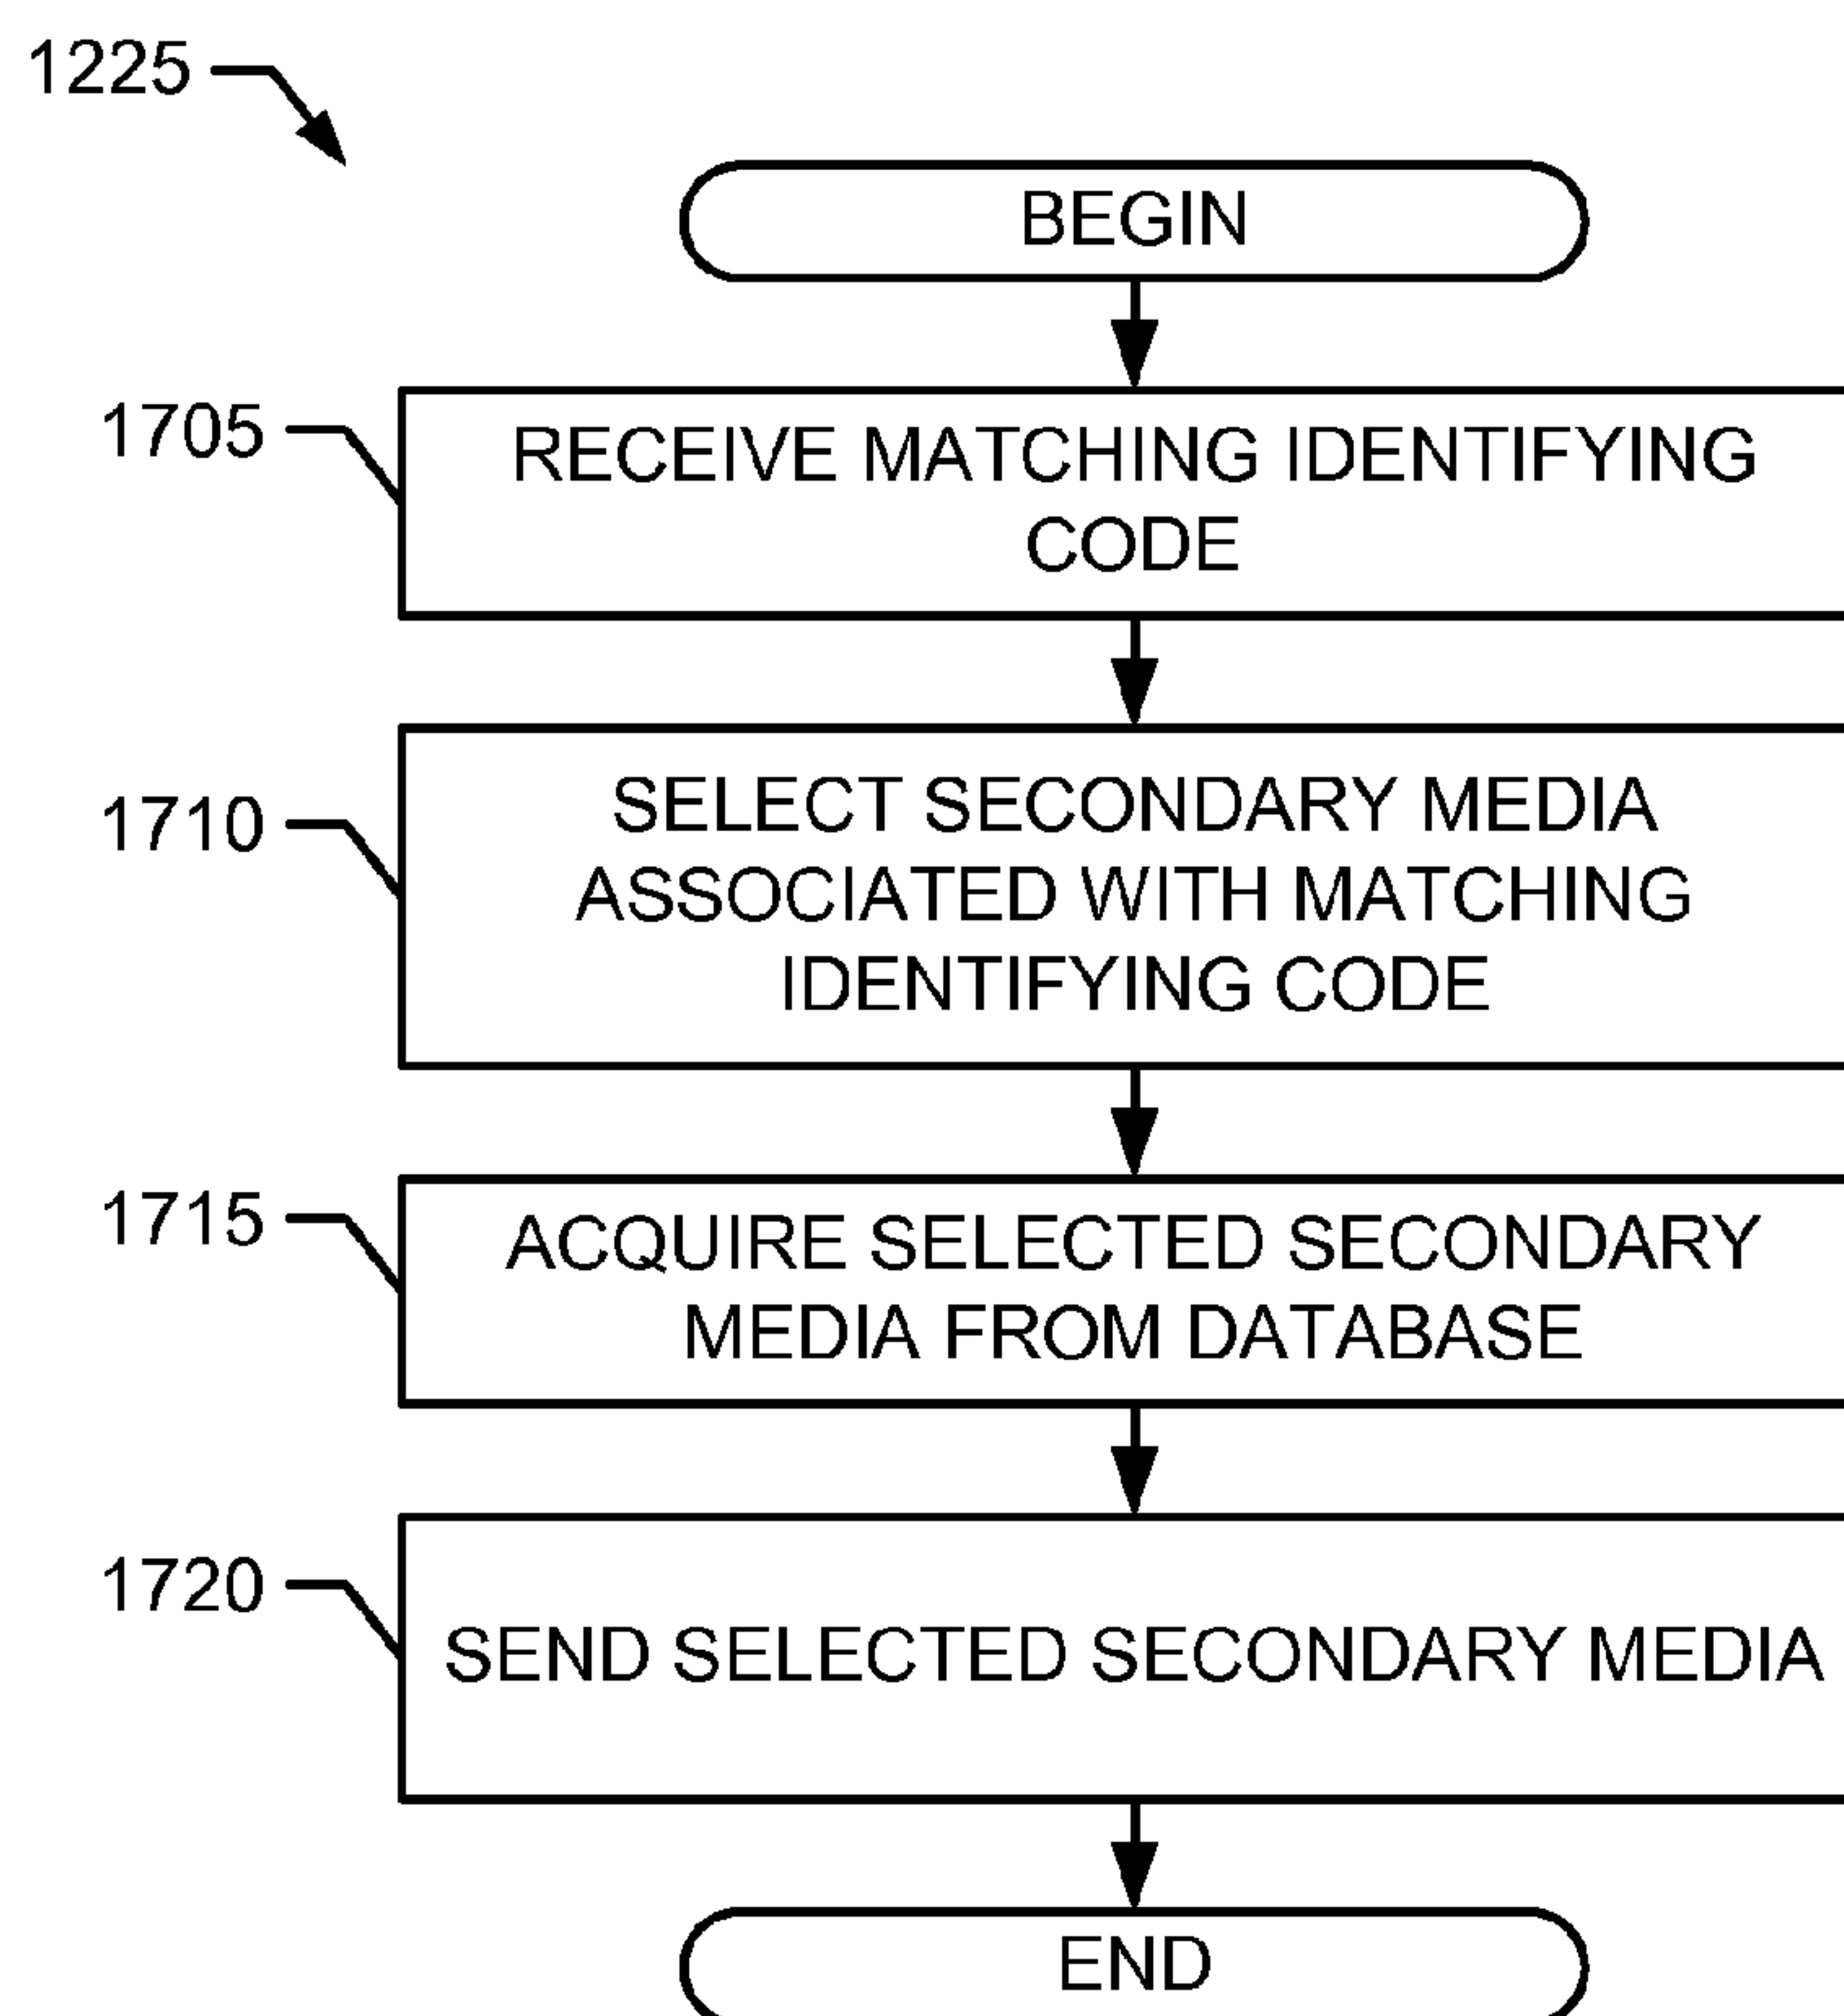 1225
BEGIN
1705
RECEIVE MATCHING IDENTIFYING
CODE
1710
SELECT SECONDARY MEDIA
ASSOCIATED WITH MATCHING
IDENTIFYING CODE
1715
ACQUIRE SELECTED SECONDARY
MEDIA FROM DATABASE
1720
SEND SELECTED SECONDARY MEDIA
END